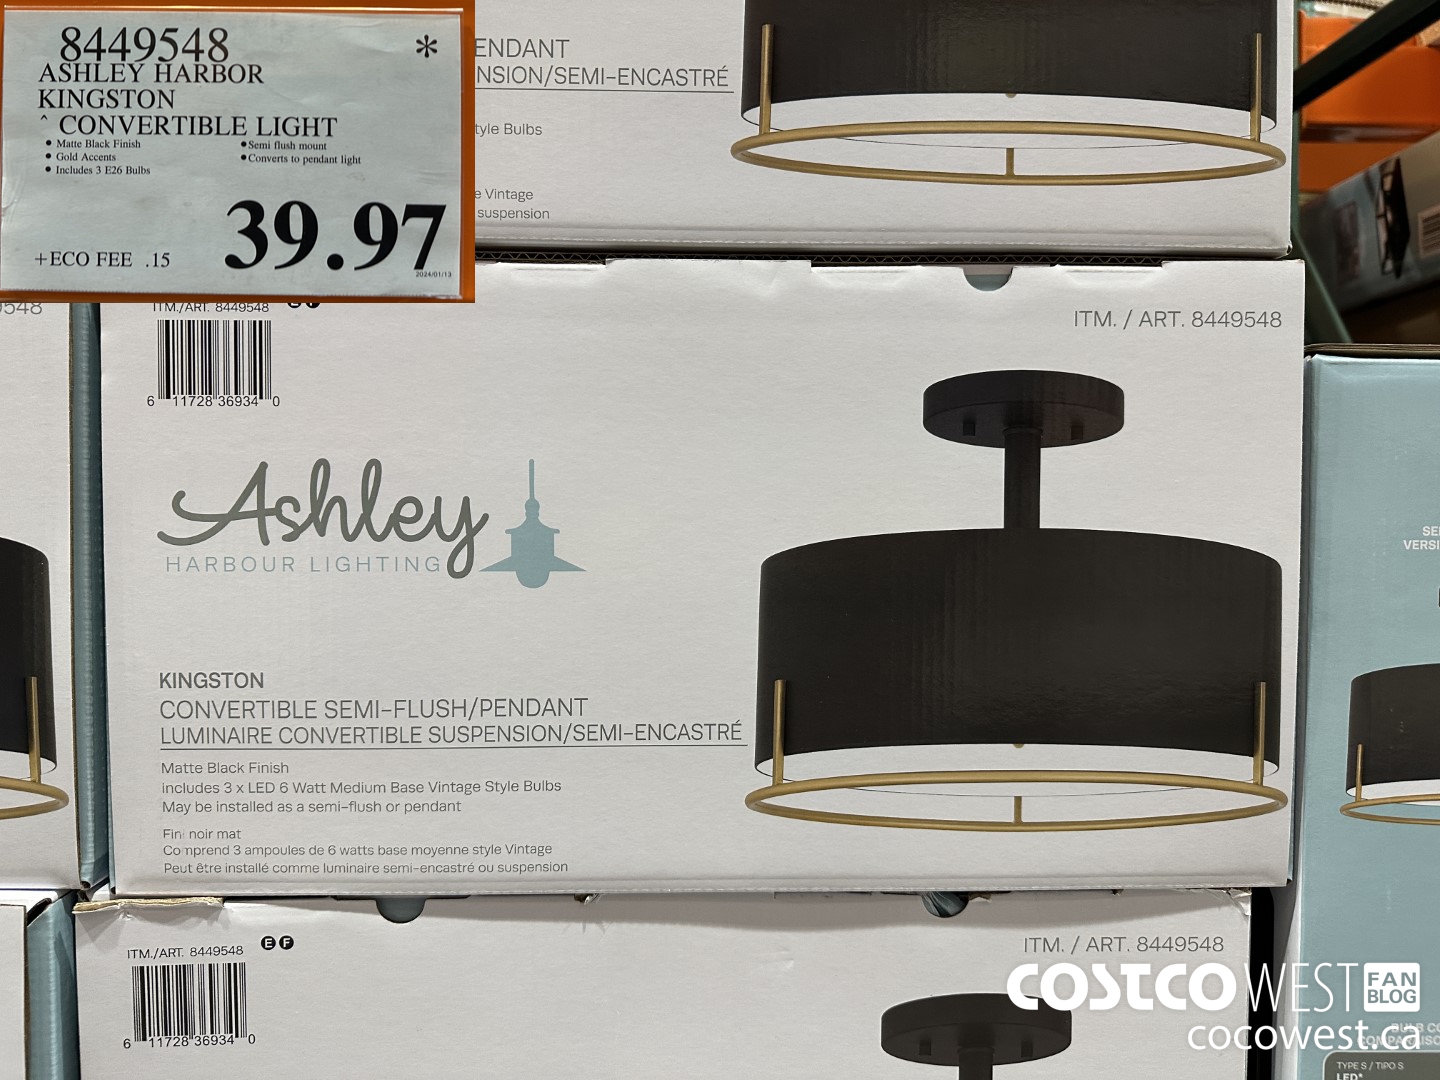 8449548
*
ASHLEY HARBOR
KINGSTON
^ CONVERTIBLE LIGHT
• Matte Black Finish
• Gold Accents
• Includes 3 E26 Bulbs
• Semi flush mount
• Converts to pendant light
+ECO FEE .15
39.97
2024/01/13
ENDANT
NSION/SEMI-ENCASTRÉ
tyle Bulbs
e Vintage
suspension
ITM./ART. 8449548
6 11728 36934 0
ITM. / ART. 8449548
Ashley
HARBOUR LIGHTING
KINGSTON
CONVERTIBLE SEMI-FLUSH/PENDANT
LUMINAIRE CONVERTIBLE SUSPENSION/SEMI-ENCASTRÉ
Matte Black Finish
includes 3 x LED 6 Watt Medium Base Vintage Style Bulbs
May be installed as a semi-flush or pendant
Fini noir mat
Comprend 3 ampoules de 6 watts base moyenne style Vintage
Peut être installé comme luminaire semi-encastré ou suspension
ITM./ART. 8449548 E F
6 11728 36934 0
ITM. / ART. 8449548
SE
VERSI
TYPE S / TIPO S
LED*
COSTCO WEST FAN BLOG
cocowest.ca